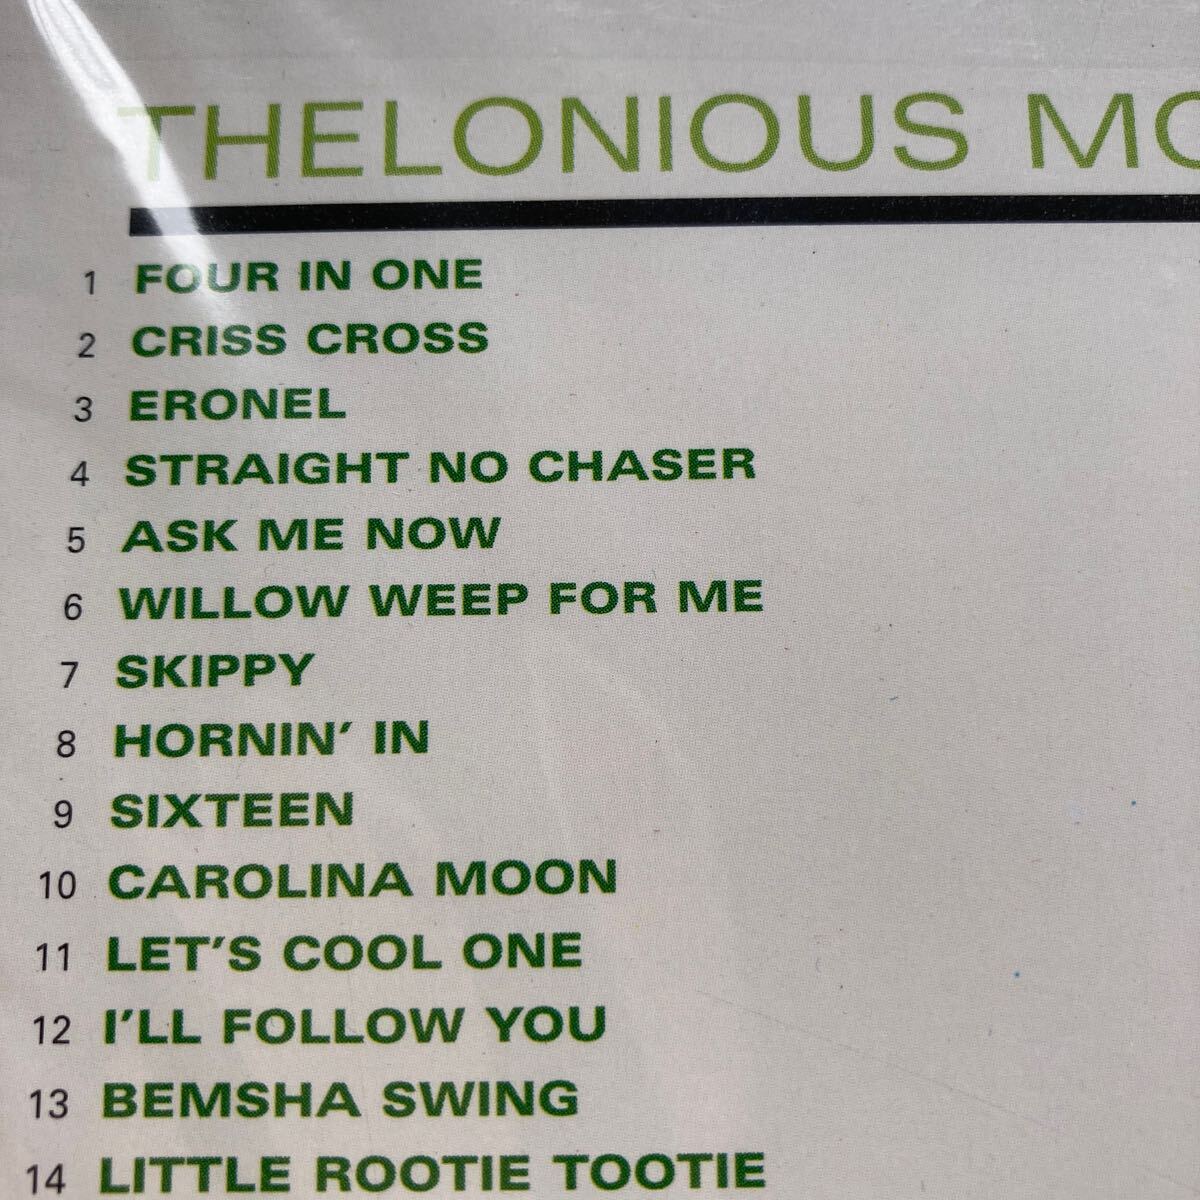 THELONIOUS MO
1 FOUR IN ONE
2 CRISS CROSS
3 ERONEL
4 STRAIGHT NO CHASER
5 ASK ME NOW
6 WILLOW WEEP FOR ME
7 SKIPPY
8 HORNIN' IN
9 SIXTEEN
10 CAROLINA MOON
11 LET'S COOL ONE
12 I'LL FOLLOW YOU
13 BEMSHA SWING
14 LITTLE ROOTIE TOOTIE